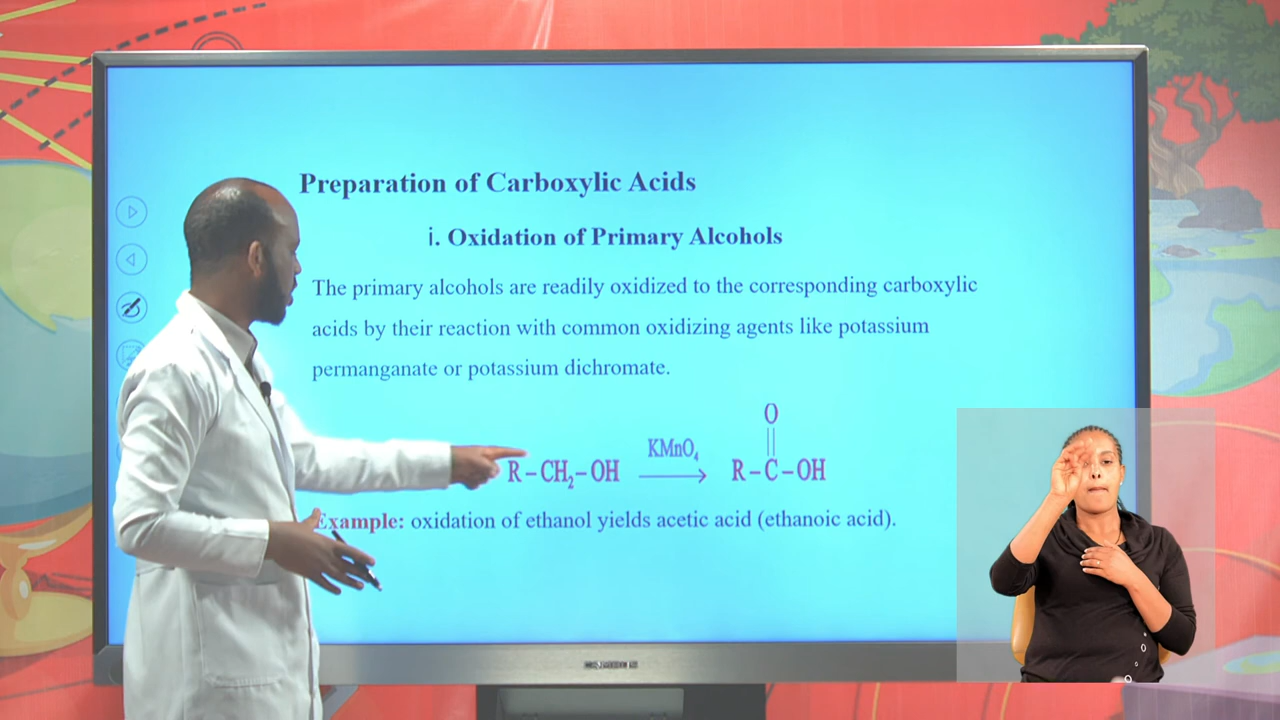 Preparation of Carboxylic Acids
i. Oxidation of Primary Alcohols
The primary alcohols are readily oxidized to the corresponding carboxylic
acids by their reaction with common oxidizing agents like potassium
permanganate or potassium dichromate.
O
KMnO₄
R–CH₂–OH ⟶ R–C–OH
Example: oxidation of ethanol yields acetic acid (ethanoic acid).